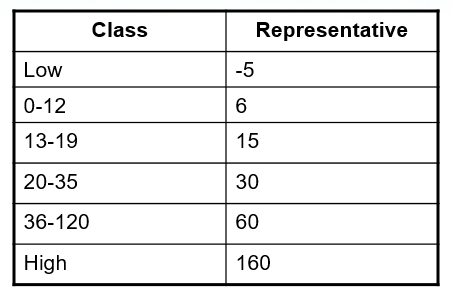 Class Representative
Low -5
0-12 6
13-19 15
20-35 30
36-120 60
High 160